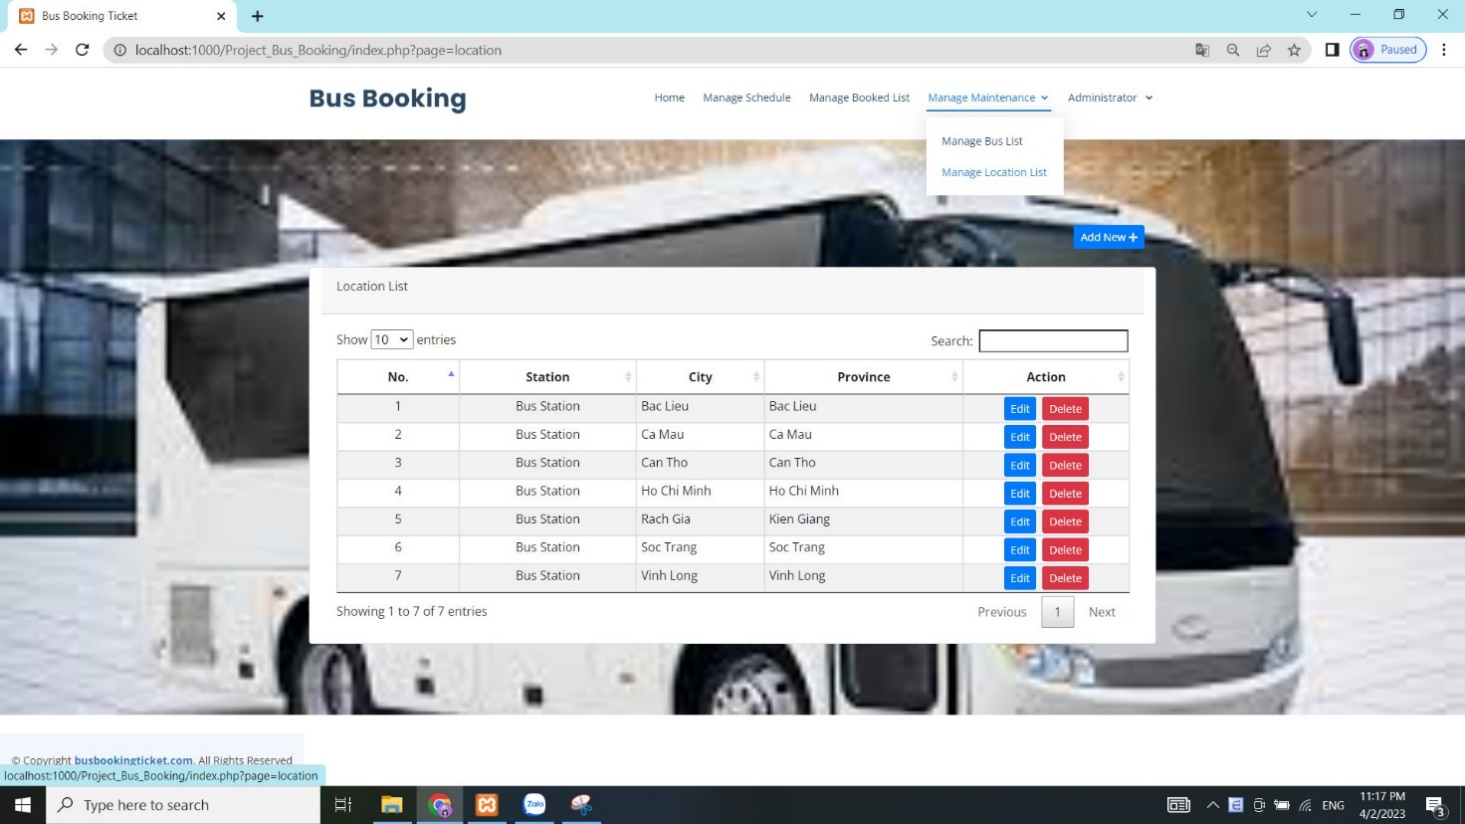 Bus Booking Ticket
localhost:1000/Project_Bus_Booking/index.php?page=location
Paused
Bus Booking
Home Manage Schedule Manage Booked List Manage Maintenance Administrator
Manage Bus List
Manage Location List
Add New +
Location List
Show 10 entries
Search:
No. Station City Province Action
1 Bus Station Bac Lieu Bac Lieu Edit Delete
2 Bus Station Ca Mau Ca Mau Edit Delete
3 Bus Station Can Tho Can Tho Edit Delete
4 Bus Station Ho Chi Minh Ho Chi Minh Edit Delete
5 Bus Station Rach Gia Kien Giang Edit Delete
6 Bus Station Soc Trang Soc Trang Edit Delete
7 Bus Station Vinh Long Vinh Long Edit Delete
Showing 1 to 7 of 7 entries
Previous 1 Next
© Copyright busbookingticket.com. All Rights Reserved
localhost:1000/Project_Bus_Booking/index.php?page=location
Type here to search
Zalo
ENG
11:17 PM
4/2/2023
3